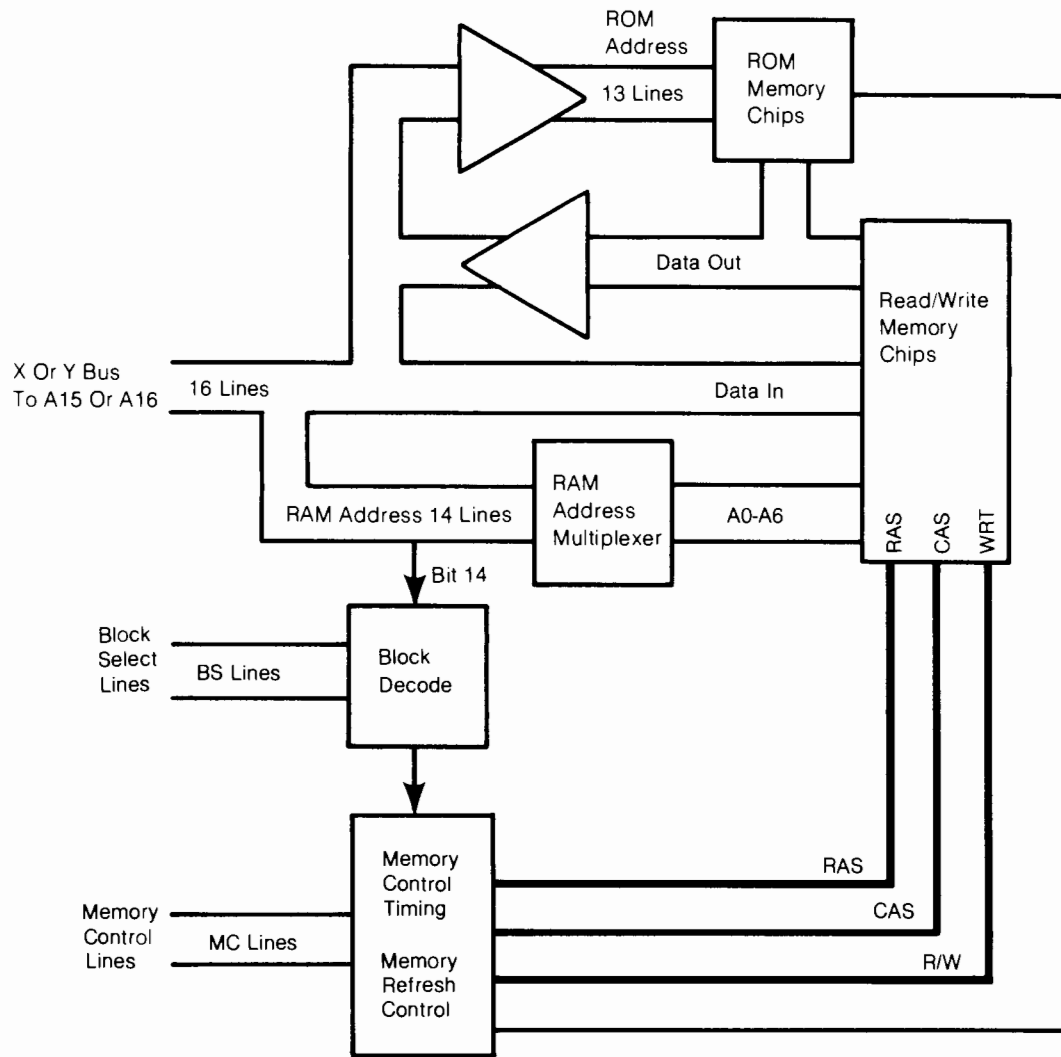 ROM
Address
13 Lines
ROM
Memory
Chips
Data Out
Read/Write
Memory
Chips
X Or Y Bus
To A15 Or A16
16 Lines
Data In
RAM
Address
Multiplexer
RAM Address 14 Lines
A0-A6
RAS
CAS
WRT
Bit 14
Block
Select
Lines
BS Lines
Block
Decode
Memory
Control
Timing
Memory
Refresh
Control
RAS
CAS
R/W
Memory
Control
Lines
MC Lines